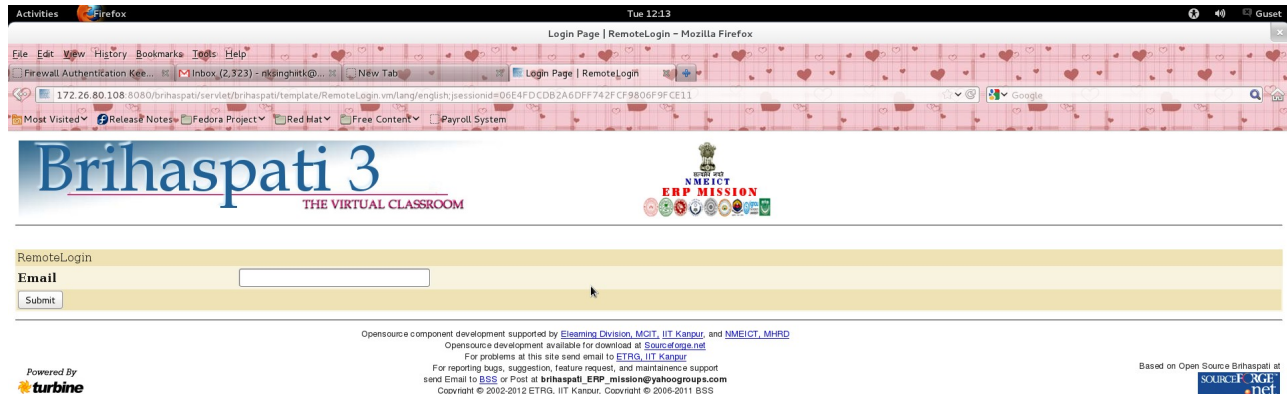 Activities Firefox Tue 12:13 Guset
Login Page | RemoteLogin - Mozilla Firefox
File Edit View History Bookmarks Tools Help
Firewall Authentication Kee... Inbox (2,323) - nksinghiitk@... New Tab Login Page | RemoteLogin
172.26.80.108:8080/brihaspati/servlet/brihaspati/template/RemoteLogin.vm/lang/english;jsessionid=06E4FDCDB2A6DFF742FCF9806F9FCE11 Google
Most Visited Release Notes Fedora Project Red Hat Free Content Payroll System
Brihaspati 3
THE VIRTUAL CLASSROOM
सत्यमेव जयते
NMEICT
ERP MISSION
RemoteLogin
Email
Submit
Opensource component development supported by Elearning Division, MCIT, IIT Kanpur, and NMEICT, MHRD
Opensource development available for download at Sourceforge.net
For problems at this site send email to ETRG, IIT Kanpur
For reporting bugs, suggestion, feature request, and maintainence support
send Email to BSS or Post at brihaspati_ERP_mission@yahoogroups.com
Copyright © 2002-2012 ETRG, IIT Kanpur, Copyright © 2006-2011 BSS
Powered By
turbine
Based on Open Source Brihaspati at
SOURCEFORGE
.net